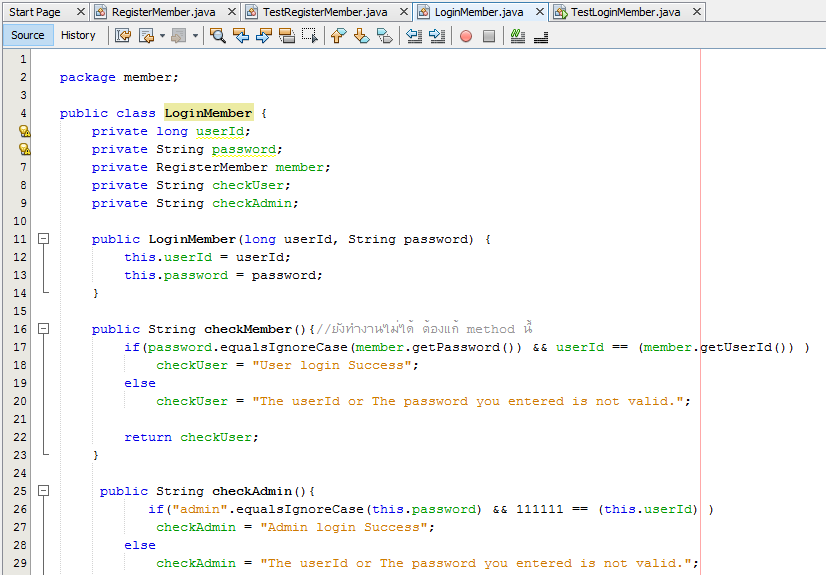 Start Page RegisterMember.java TestRegisterMember.java LoginMember.java TestLoginMember.java
Source History
1
2 package member;
3
4 public class LoginMember {
private long userId;
private String password;
7 private RegisterMember member;
8 private String checkUser;
9 private String checkAdmin;
10
11 public LoginMember(long userId, String password) {
12 this.userId = userId;
13 this.password = password;
14 }
15
16 public String checkMember(){//ยังทำงานไม่ได้ ต้องแก้ method นี้
17 if(password.equalsIgnoreCase(member.getPassword()) && userId == (member.getUserId()) )
18 checkUser = "User login Success";
19 else
20 checkUser = "The userId or The password you entered is not valid.";
21
22 return checkUser;
23 }
24
25 public String checkAdmin(){
26 if("admin".equalsIgnoreCase(this.password) && 111111 == (this.userId) )
27 checkAdmin = "Admin login Success";
28 else
29 checkAdmin = "The userId or The password you entered is not valid.";